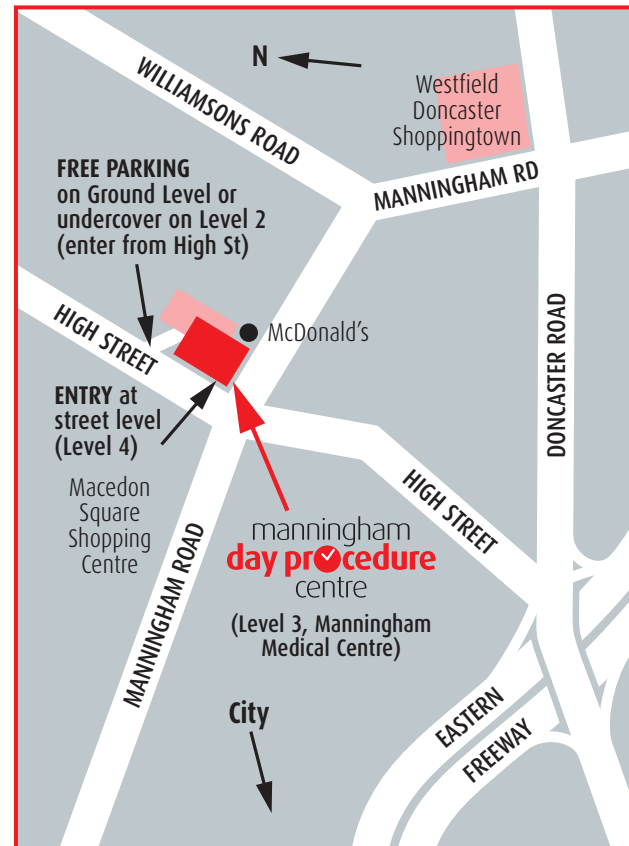 N
WILLIAMSONS ROAD
Westfield
Doncaster
Shoppingtown
MANNINGHAM RD
FREE PARKING
on Ground Level or
undercover on Level 2
(enter from High St)
HIGH STREET
McDonald's
DONCASTER ROAD
ENTRY at
street level
(Level 4)
Macedon
Square
Shopping
Centre
MANNINGHAM ROAD
HIGH STREET
manningham
day procedure
centre
(Level 3, Manningham
Medical Centre)
City
EASTERN
FREEWAY